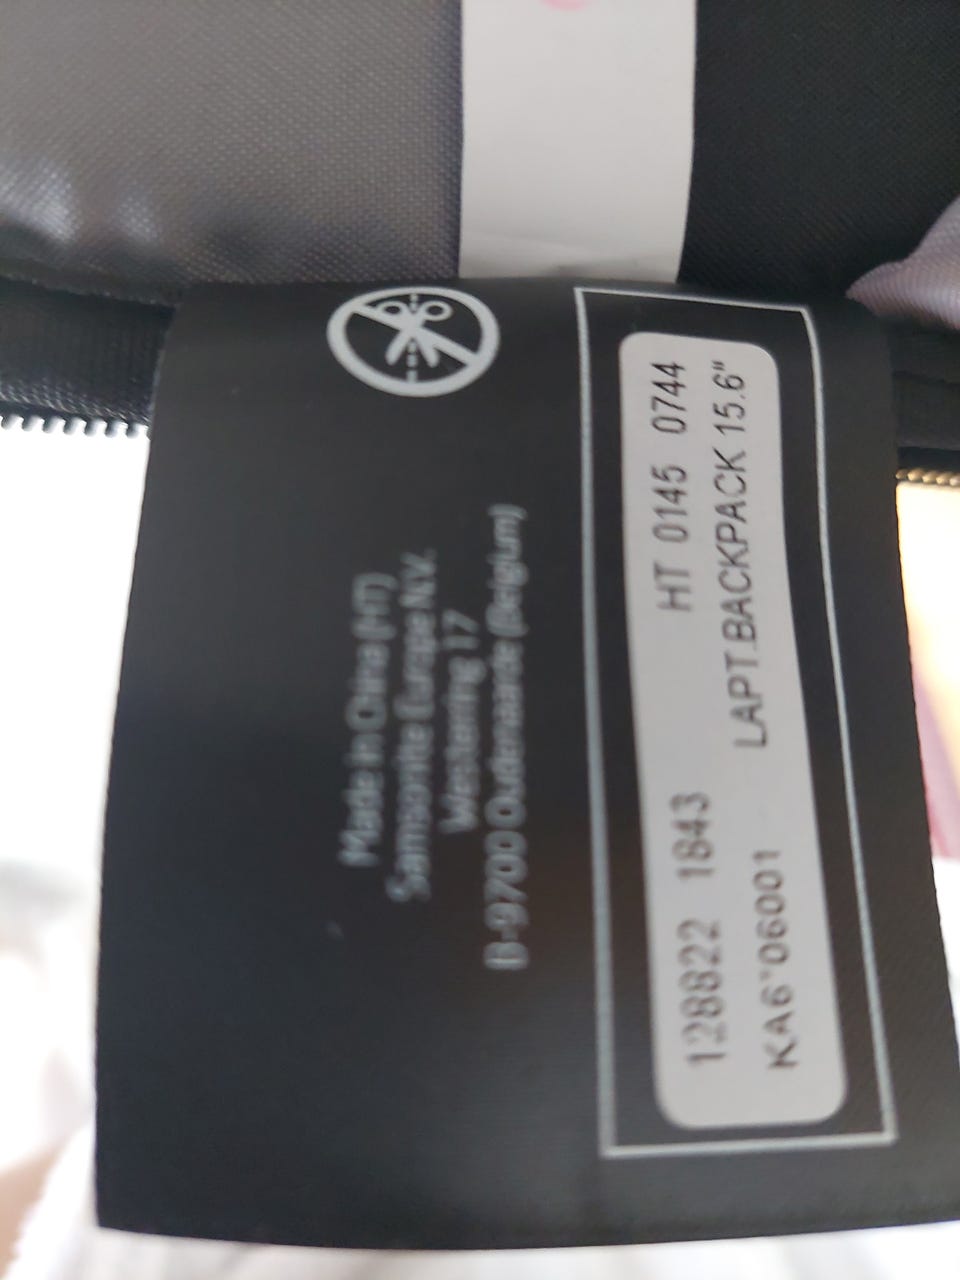 Made in China (HT)
Samsonite Europe N.V.
Westerring 17
B-9700 Oudenaarde (Belgium)
128822 1843 HT 0145 0744
KA6*06001 LAPT.BACKPACK 15.6"